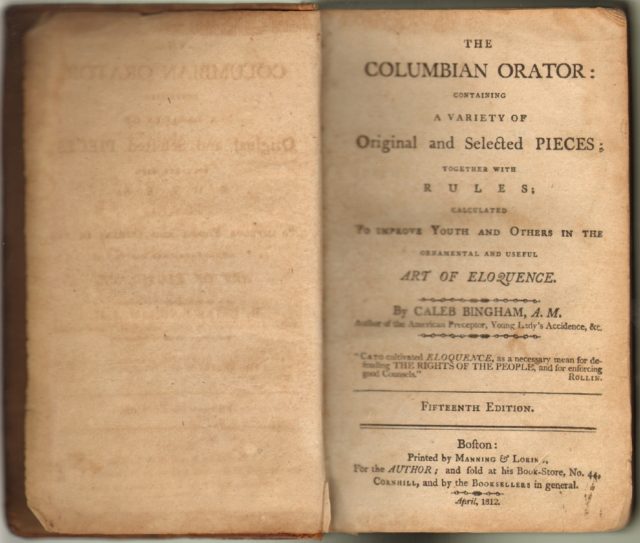 THE
COLUMBIAN ORATOR:
CONTAINING
A VARIETY OF
Original and Selected PIECES;
TOGETHER WITH
RULES;
CALCULATED
TO IMPROVE YOUTH AND OTHERS IN THE
ORNAMENTAL AND USEFUL
ART OF ELOQUENCE.
By CALEB BINGHAM, A. M.
Author of the American Preceptor, Young Lady's Accidence, &c.
"CATO cultivated ELOQUENCE, as a necessary mean for de-
fending THE RIGHTS OF THE PEOPLE, and for enforcing
good Counsels."
ROLLIN.
FIFTEENTH EDITION.
Boſton:
Printed by MANNING & LORIN
For the AUTHOR; and sold at his Book-Store, No. 44,
CORNHILL, and by the BOOKSELLERS in general.
April, 1812.